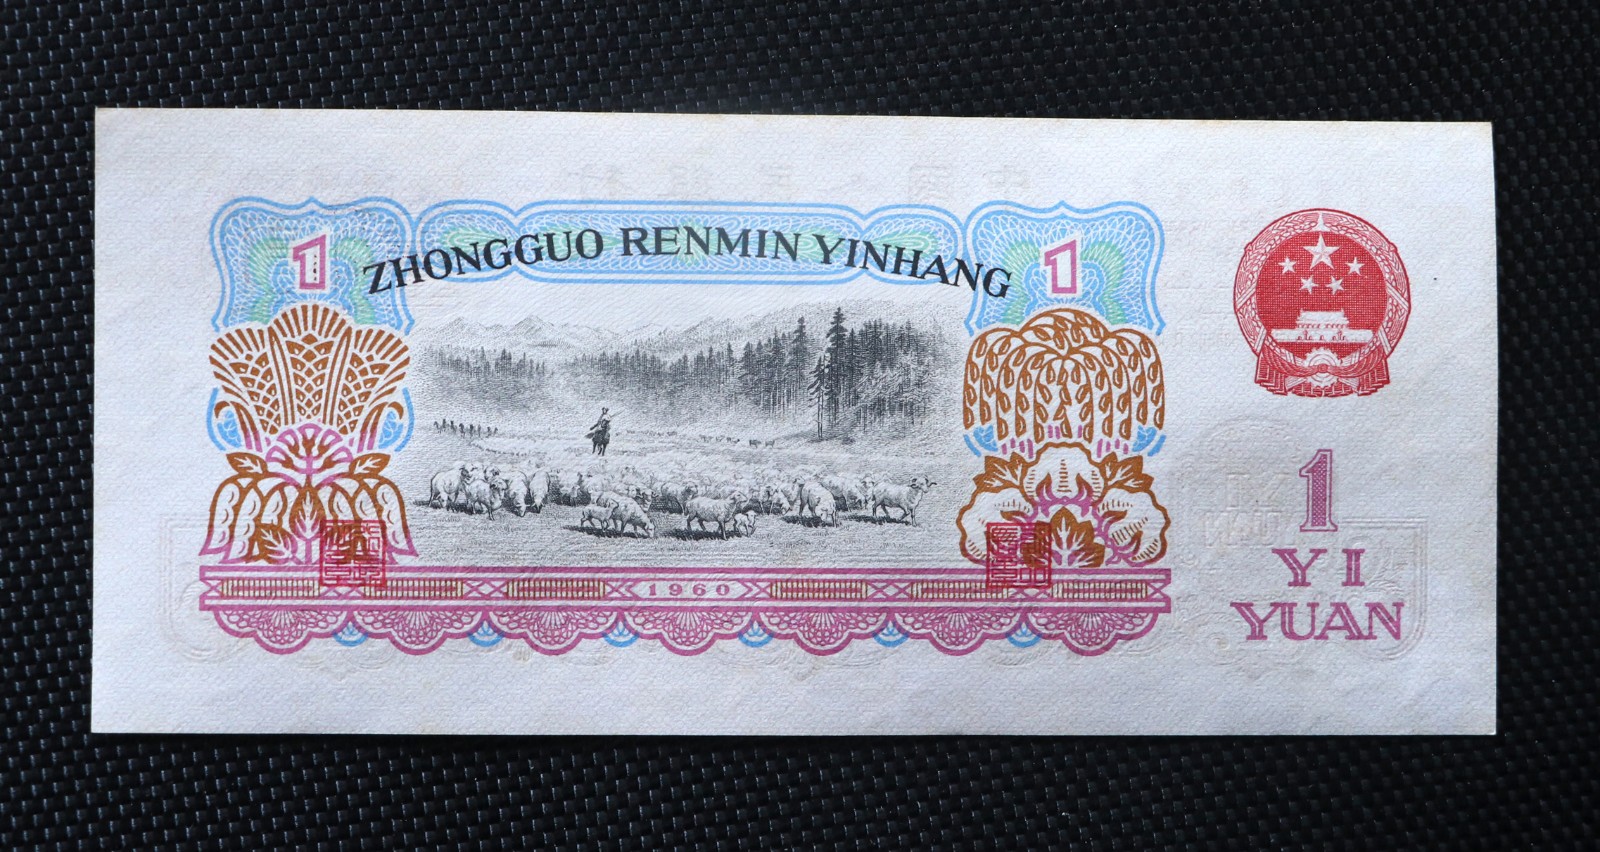 ZHONGGUO RENMIN YINHANG
1
1
1960
1
YI
YUAN